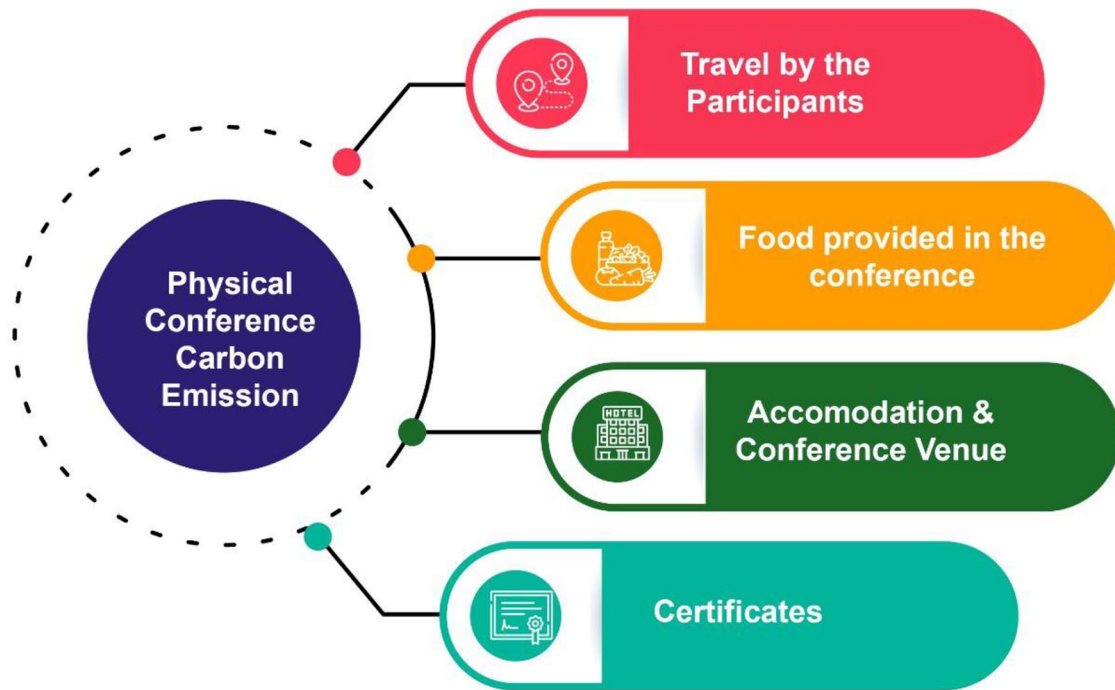 Travel by the
Participants
Food provided in the
conference
Physical
Conference
Carbon
Emission
HOTEL
Accomodation &
Conference Venue
Certificates